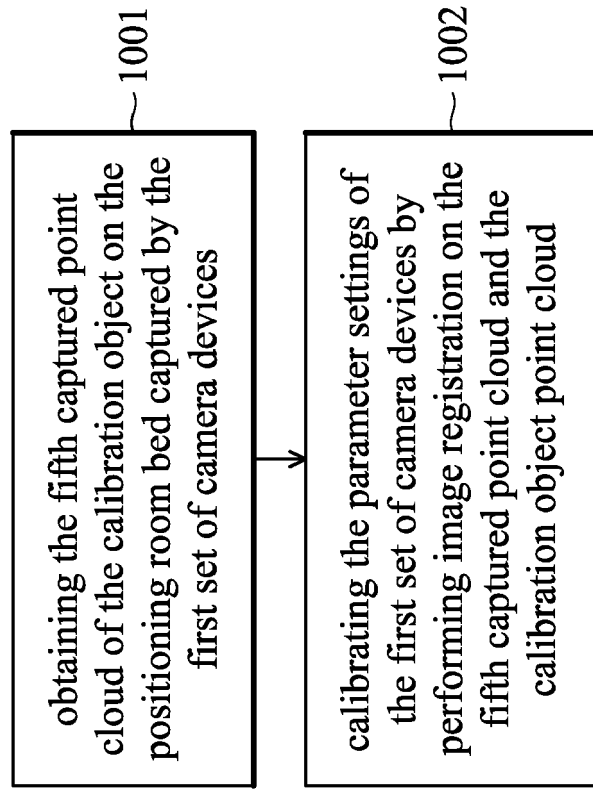 obtaining the fifth captured point
cloud of the calibration object on the
positioning room bed captured by the
first set of camera devices
1001
calibrating the parameter settings of
the first set of camera devices by
performing image registration on the
fifth captured point cloud and the
calibration object point cloud
1002